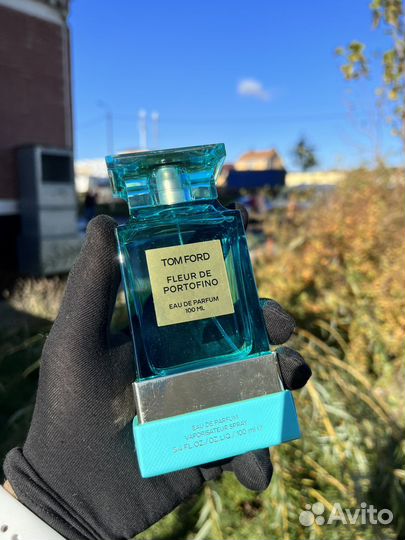 TOM FORD
FLEUR DE
PORTOFINO
EAU DE PARFUM
100 ML
EAU DE PARFUM
VAPORISATEUR SPRAY
3.4 FL.OZ./OZ.LIQ./100 ml ℮
Avito